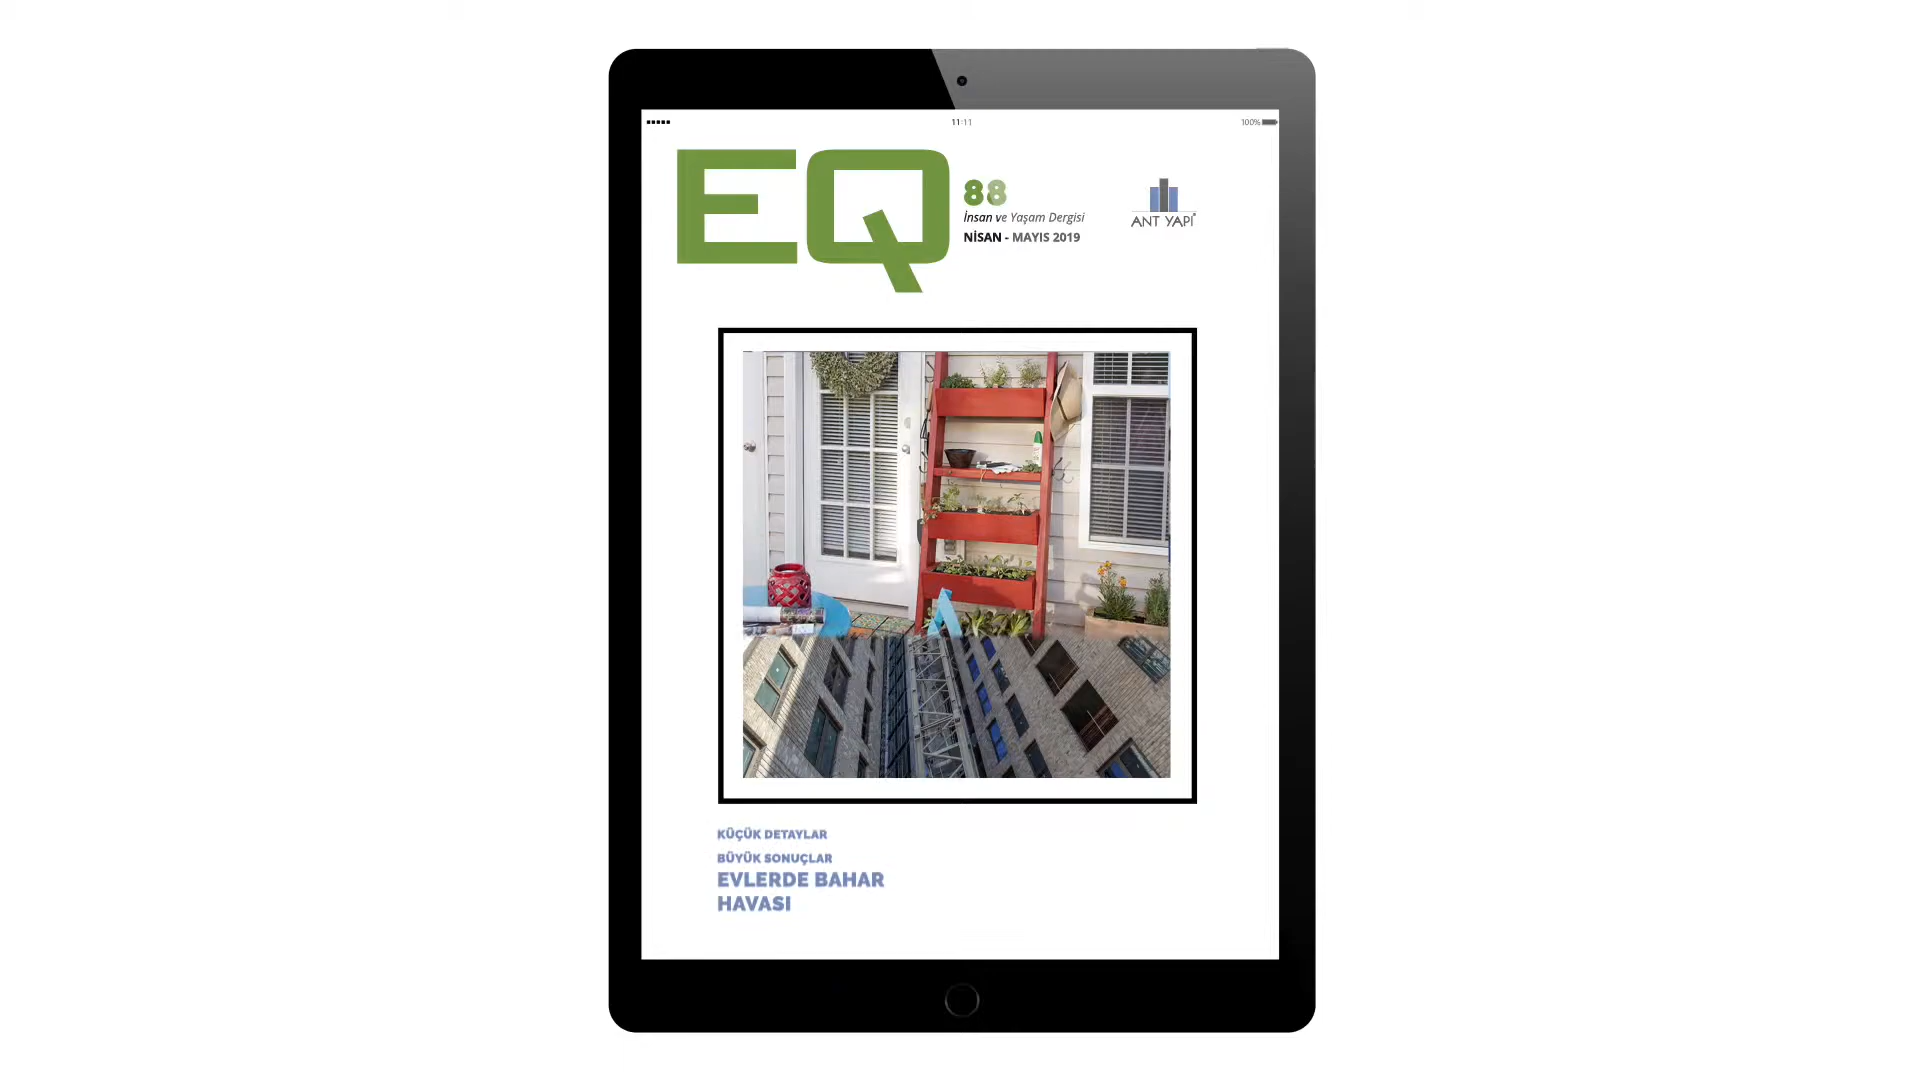 11:11
100%
EQ
88
İnsan ve Yaşam Dergisi
NİSAN - MAYIS 2019
ANT YAPI
KÜÇÜK DETAYLAR
BÜYÜK SONUÇLAR
EVLERDE BAHAR
HAVASI